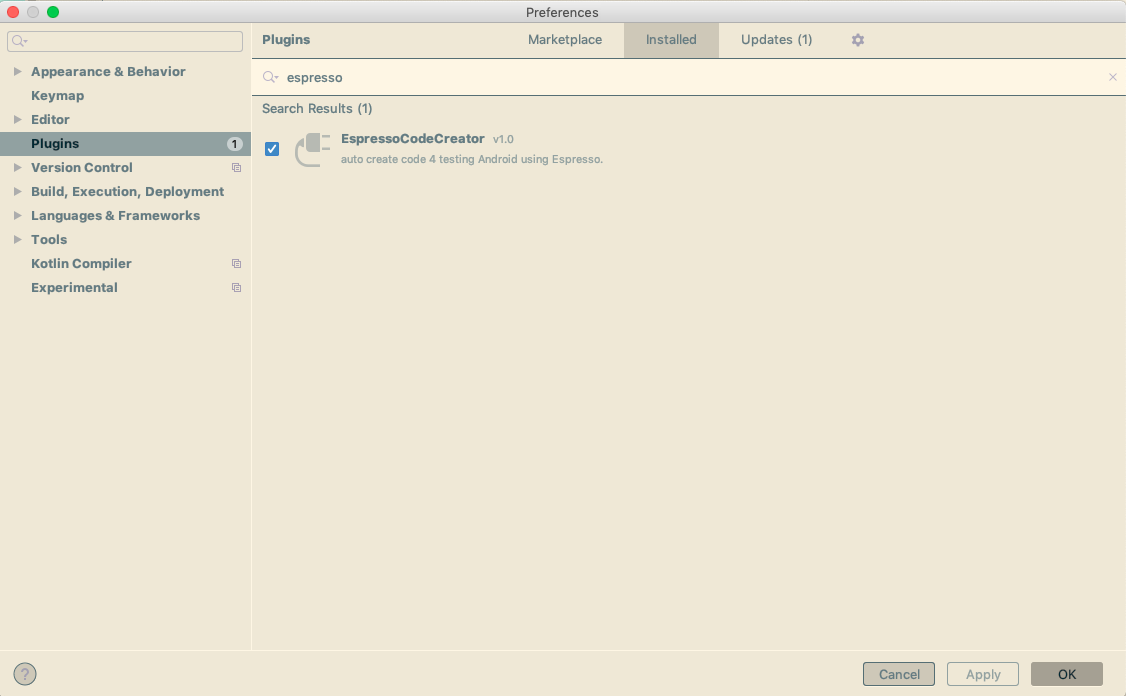 Preferences
Plugins
Marketplace
Installed
Updates (1)
espresso
Search Results (1)
EspressoCodeCreator v1.0
auto create code 4 testing Android using Espresso.
Appearance & Behavior
Keymap
Editor
Plugins 1
Version Control
Build, Execution, Deployment
Languages & Frameworks
Tools
Kotlin Compiler
Experimental
?
Cancel
Apply
OK